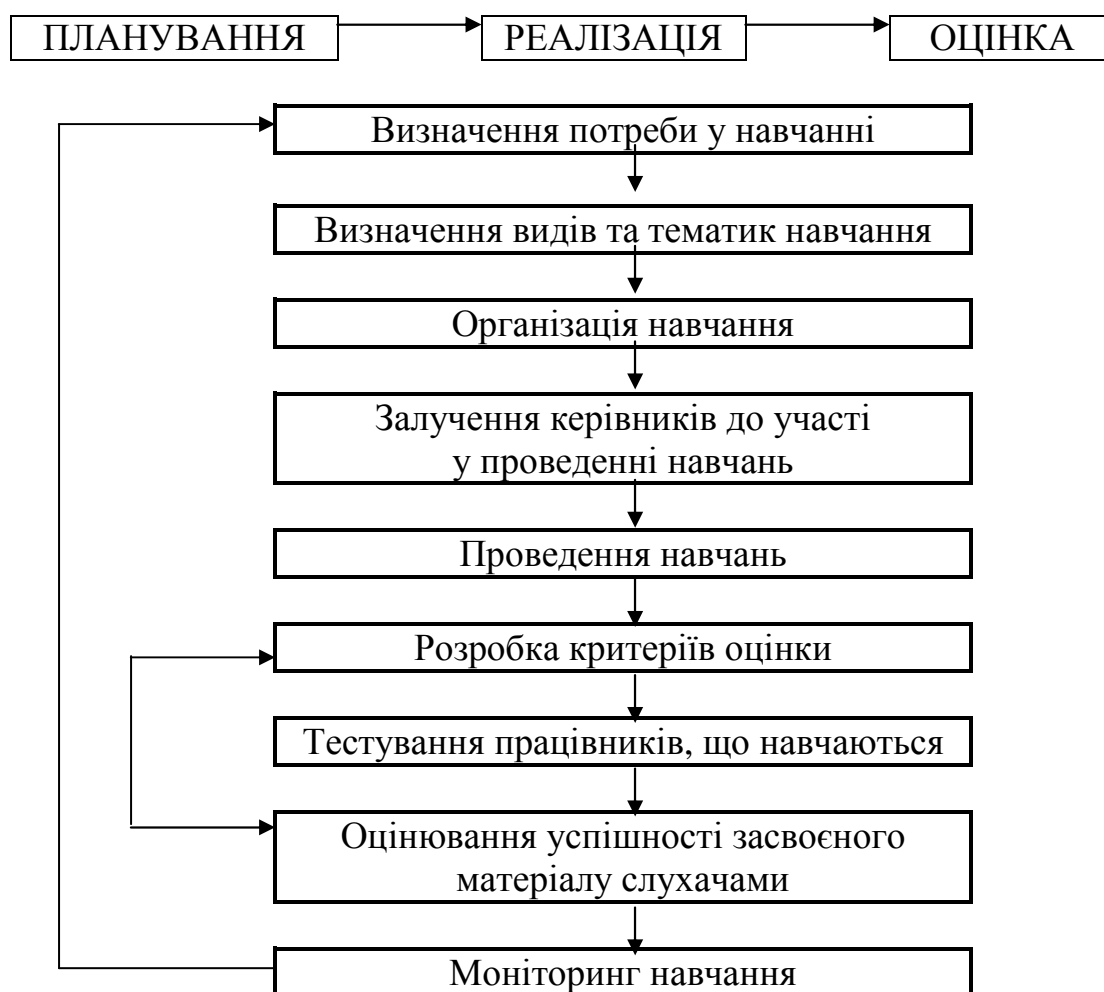 ПЛАНУВАННЯ РЕАЛІЗАЦІЯ ОЦІНКА
Визначення потреби у навчанні
Визначення видів та тематик навчання
Організація навчання
Залучення керівників до участі
у проведенні навчань
Проведення навчань
Розробка критеріїв оцінки
Тестування працівників, що навчаються
Оцінювання успішності засвоєного
матеріалу слухачами
Моніторинг навчання